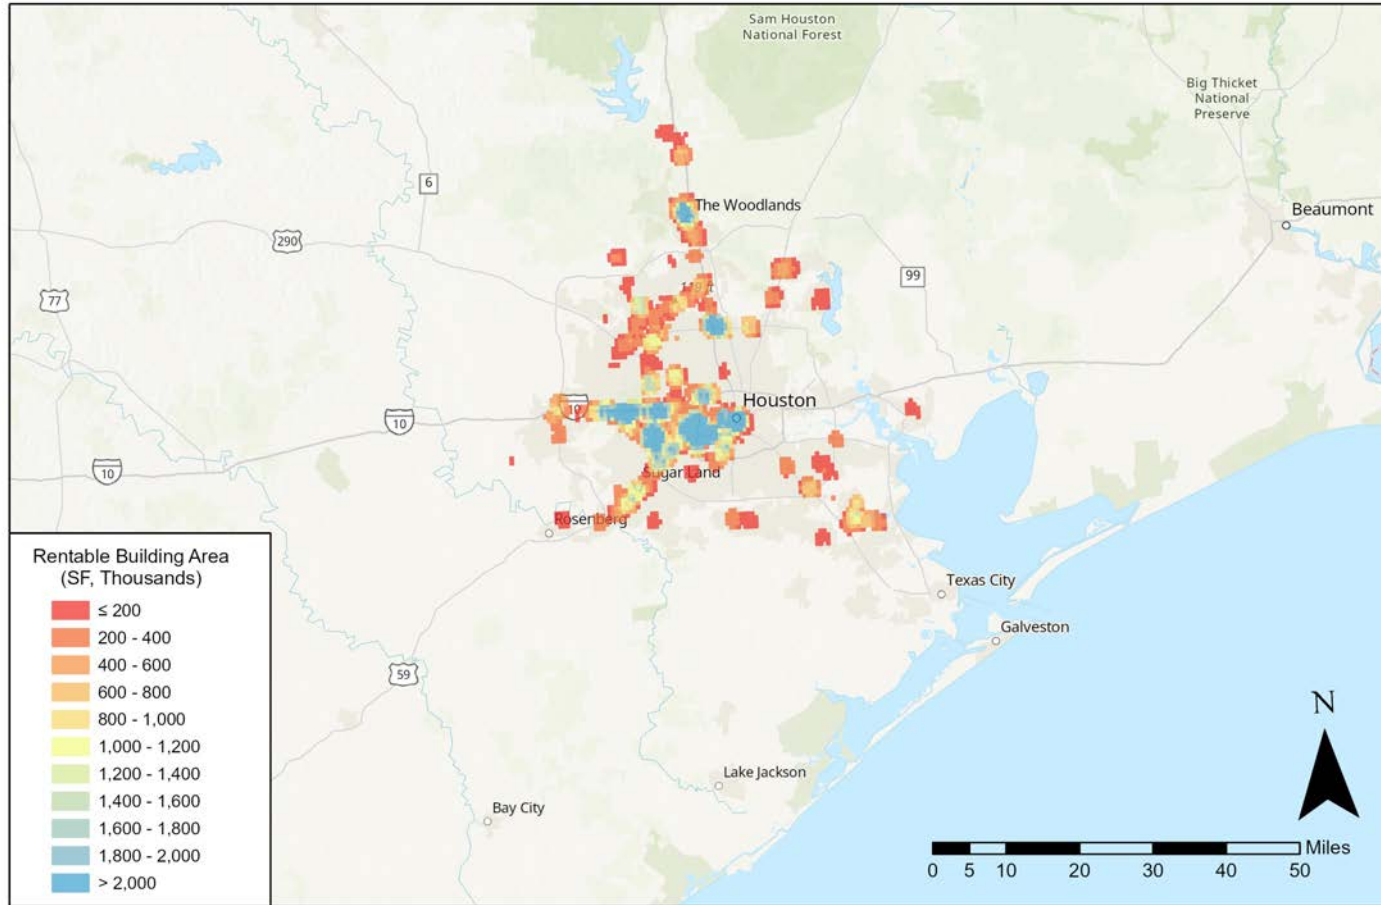 Sam Houston
National Forest
Big Thicket
National
Preserve
6
The Woodlands
Beaumont
290
99
77
119 ft
Houston
10
10
10
Sugar Land
Rosenberg
Rentable Building Area
(SF, Thousands)
≤ 200
200 - 400
400 - 600
600 - 800
800 - 1,000
1,000 - 1,200
1,200 - 1,400
1,400 - 1,600
1,600 - 1,800
1,800 - 2,000
> 2,000
Texas City
Galveston
59
Lake Jackson
Bay City
N
Miles
0 5 10 20 30 40 50